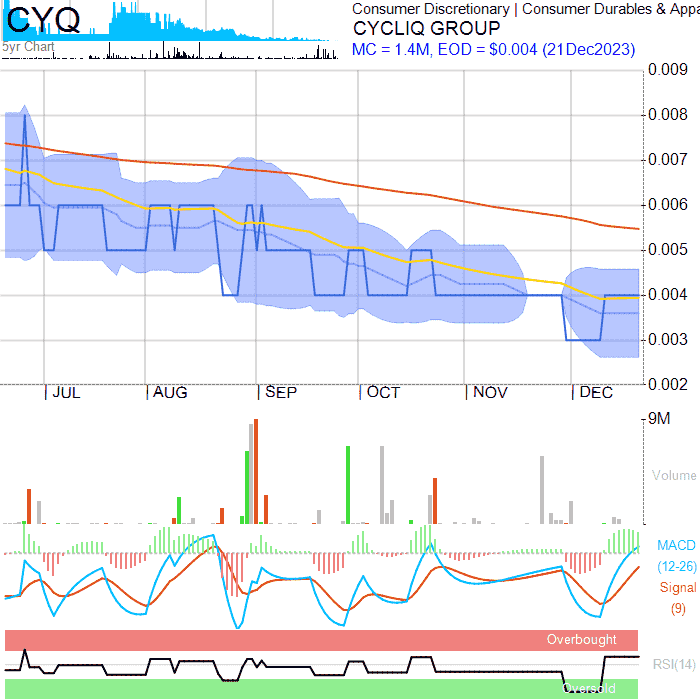 CYQ
5yr Chart
Consumer Discretionary | Consumer Durables & Appa
CYCLIQ GROUP
MC = 1.4M, EOD = $0.004 (21Dec2023)
0.009
0.008
0.007
0.006
0.005
0.004
0.003
0.002
JUL AUG SEP OCT NOV DEC
9M
Volume
MACD
(12-26)
Signal
(9)
Overbought
RSI(14)
Oversold